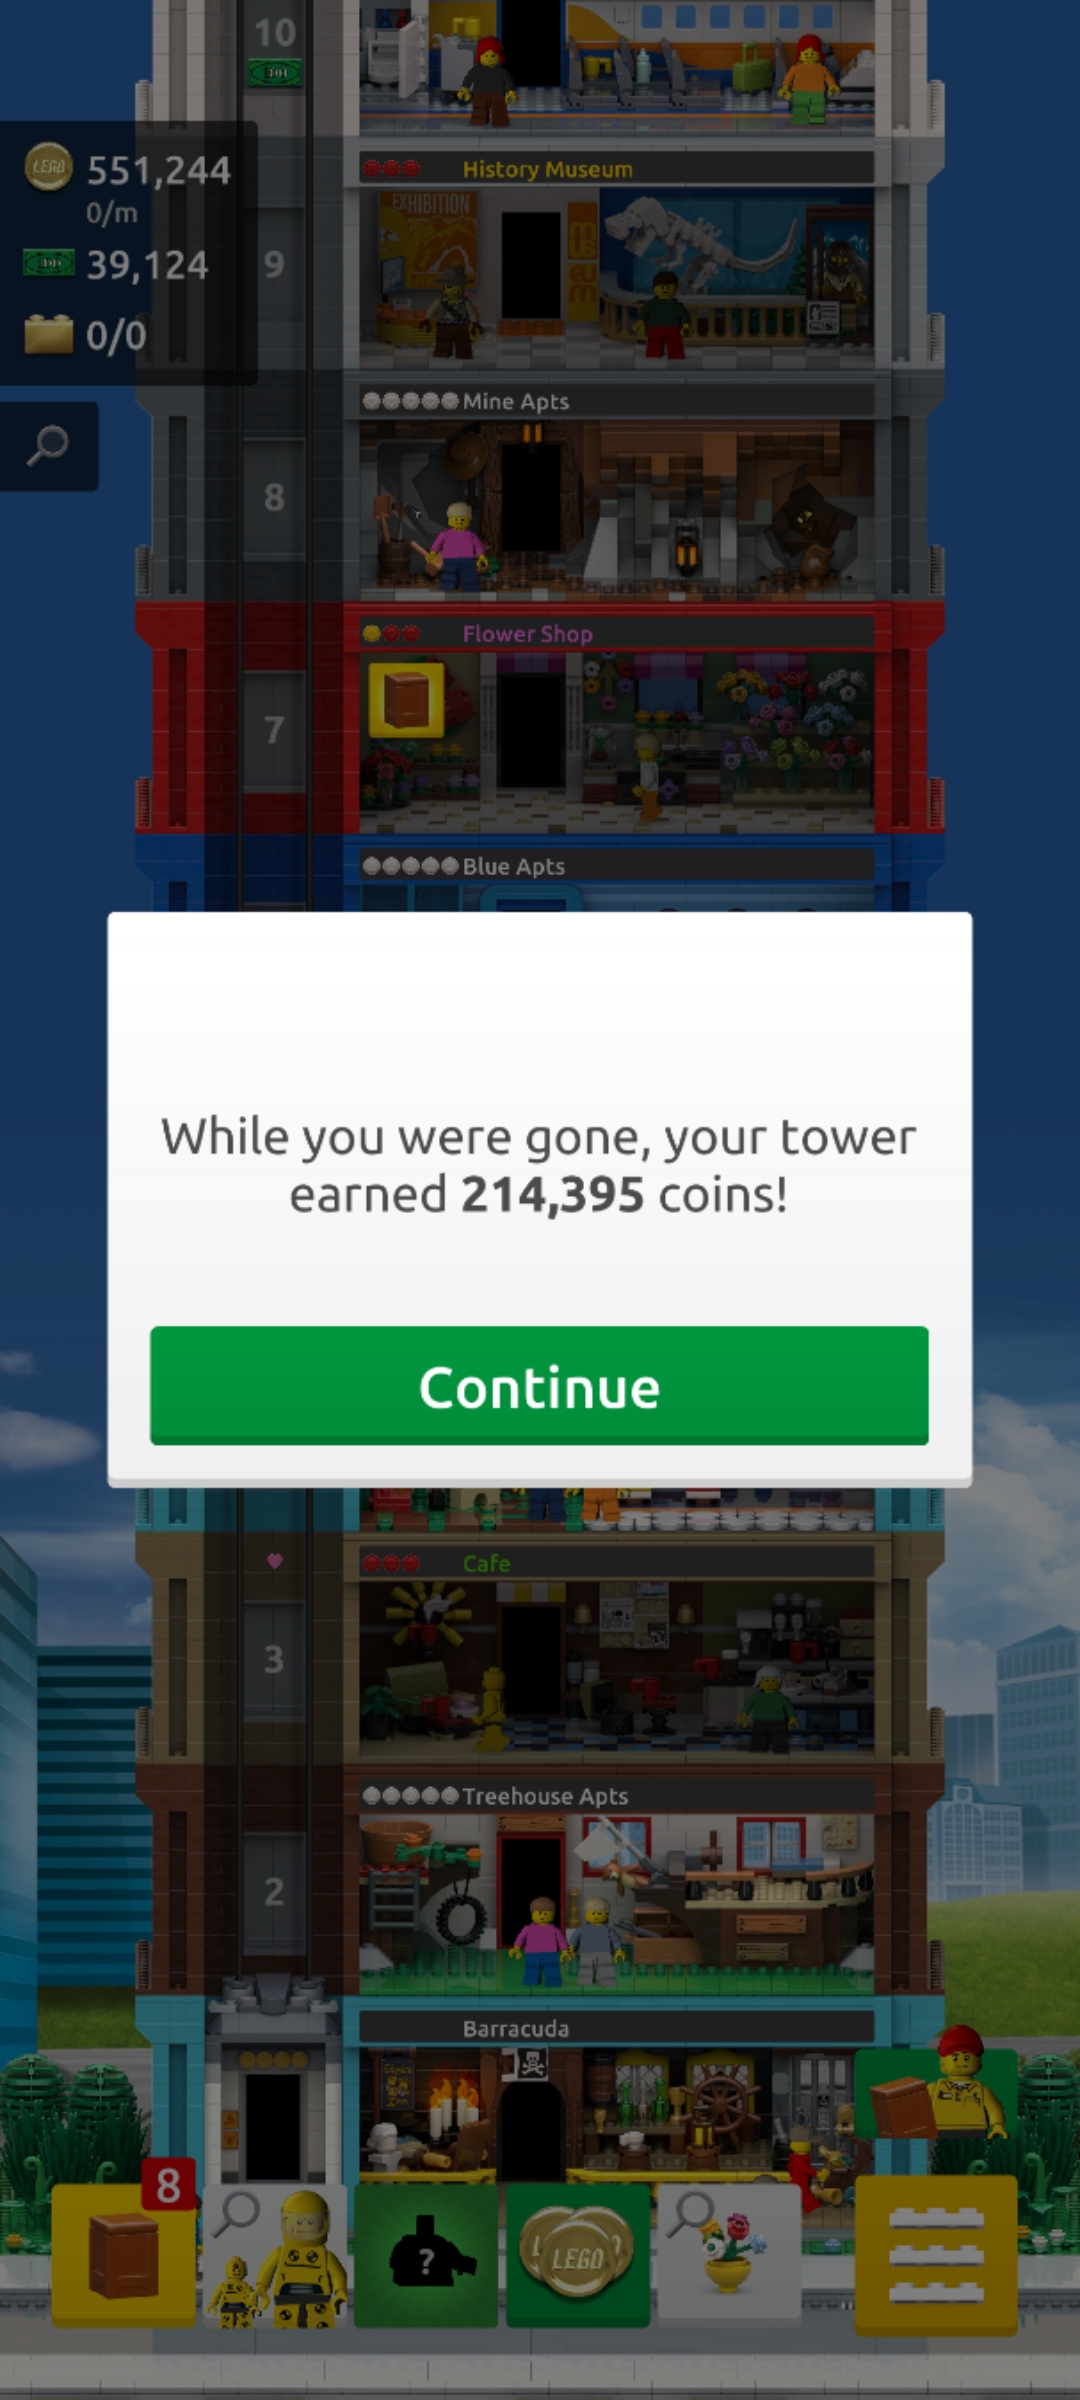 10
LEGO 551,244
0/m
39,124
0/0
History Museum
EXHIBITION
MUSEUM
9
Mine Apts
8
Flower Shop
7
Blue Apts
While you were gone, your tower
earned 214,395 coins!
Continue
Cafe
3
Treehouse Apts
2
Barracuda
8
?
LEGO